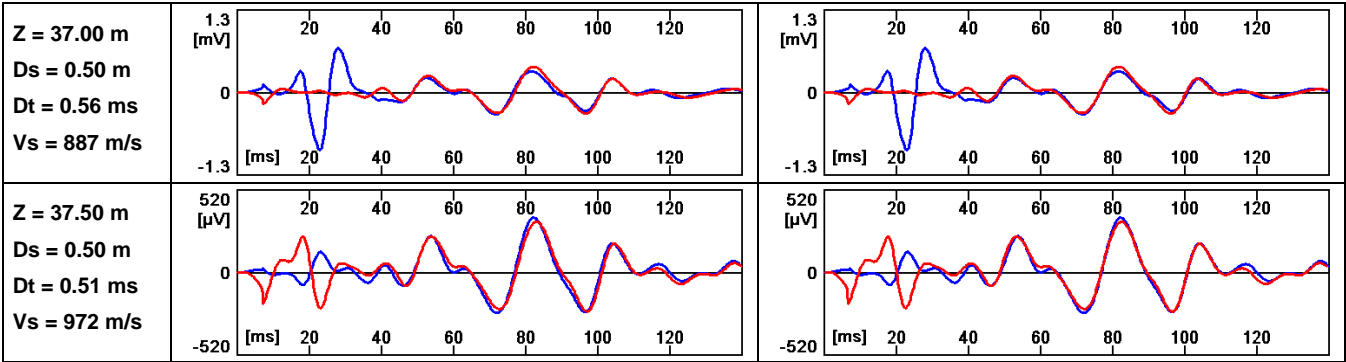 Z = 37.00 m
Ds = 0.50 m
Dt = 0.56 ms
Vs = 887 m/s
1.3
[mV]
0
-1.3
20 40 60 80 100 120
[ms] 20 40 60 80 100 120
1.3
[mV]
0
-1.3
20 40 60 80 100 120
[ms] 20 40 60 80 100 120
Z = 37.50 m
Ds = 0.50 m
Dt = 0.51 ms
Vs = 972 m/s
520
[µV]
0
-520
20 40 60 80 100 120
[ms] 20 40 60 80 100 120
520
[µV]
0
-520
20 40 60 80 100 120
[ms] 20 40 60 80 100 120